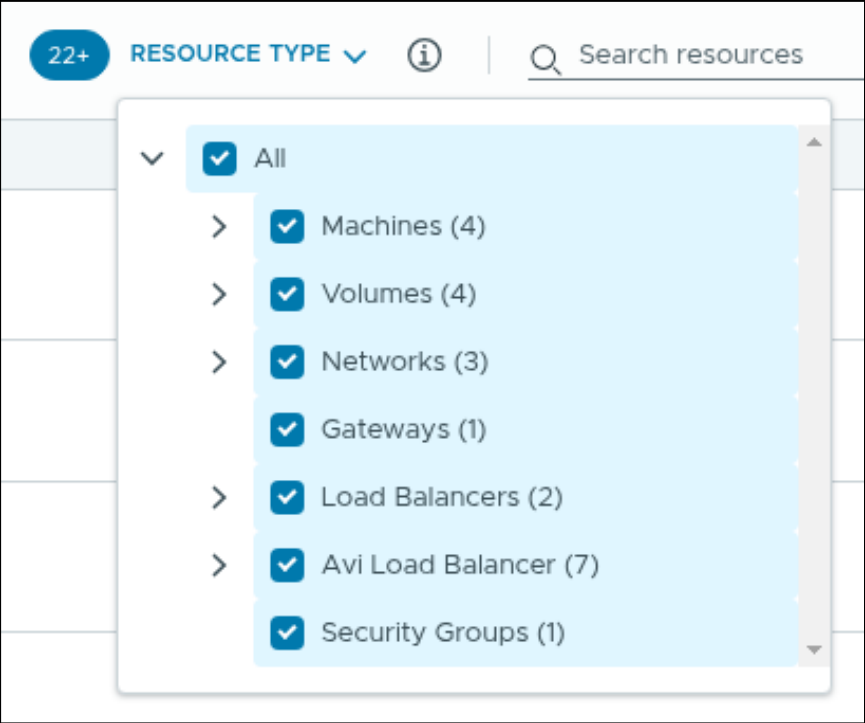 22+ RESOURCE TYPE Search resources
All
Machines (4)
Volumes (4)
Networks (3)
Gateways (1)
Load Balancers (2)
Avi Load Balancer (7)
Security Groups (1)